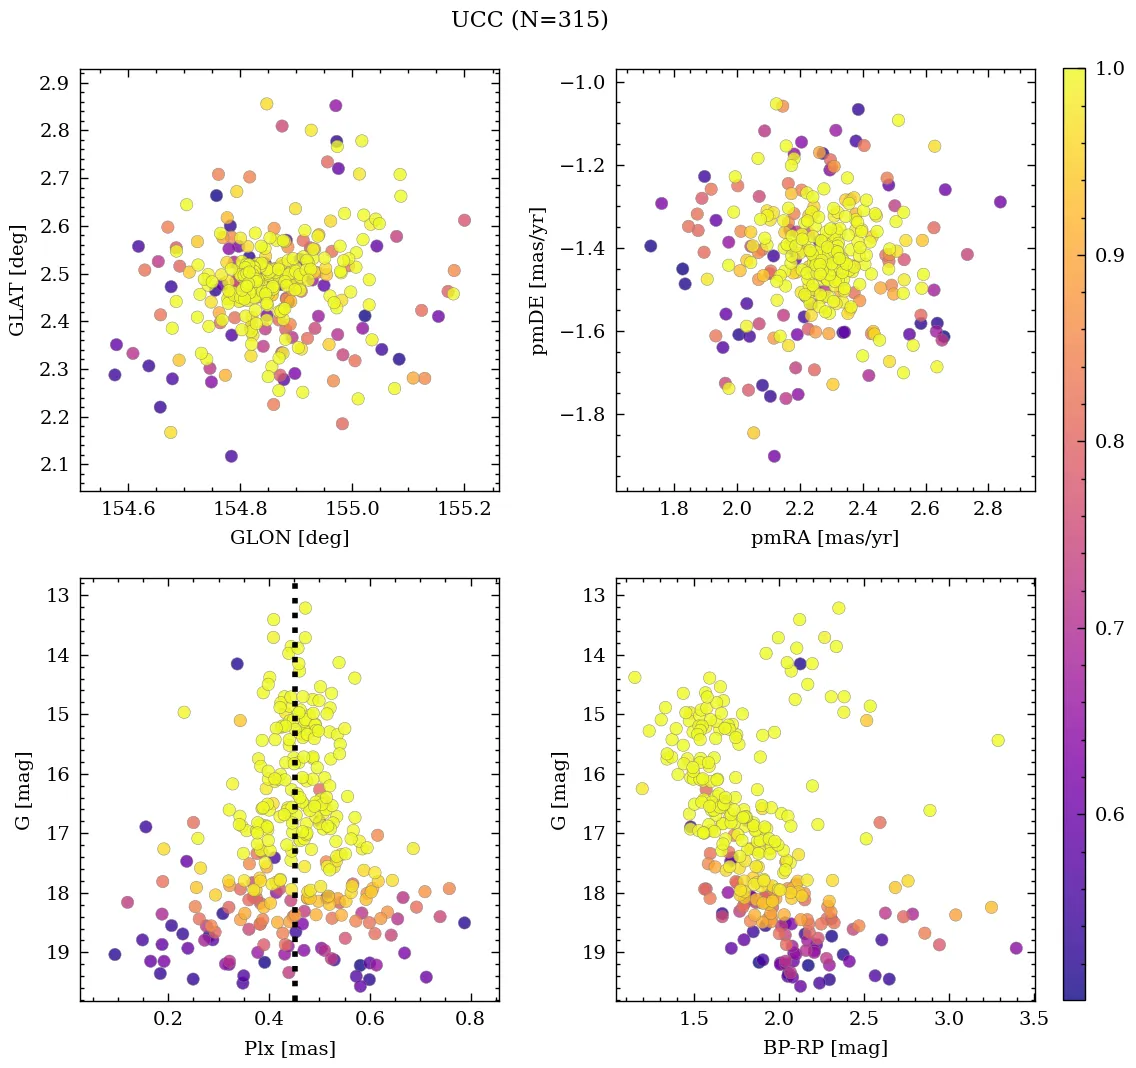 UCC (N=315)
2.9
2.8
2.7
2.6
2.5
2.4
2.3
2.2
2.1
GLAT [deg]
154.6 154.8 155.0 155.2
GLON [deg]
−1.0
−1.2
−1.4
−1.6
−1.8
pmDE [mas/yr]
1.8 2.0 2.2 2.4 2.6 2.8
pmRA [mas/yr]
13
14
15
16
17
18
19
G [mag]
0.2 0.4 0.6 0.8
Plx [mas]
13
14
15
16
17
18
19
G [mag]
1.5 2.0 2.5 3.0 3.5
BP-RP [mag]
1.0
0.9
0.8
0.7
0.6